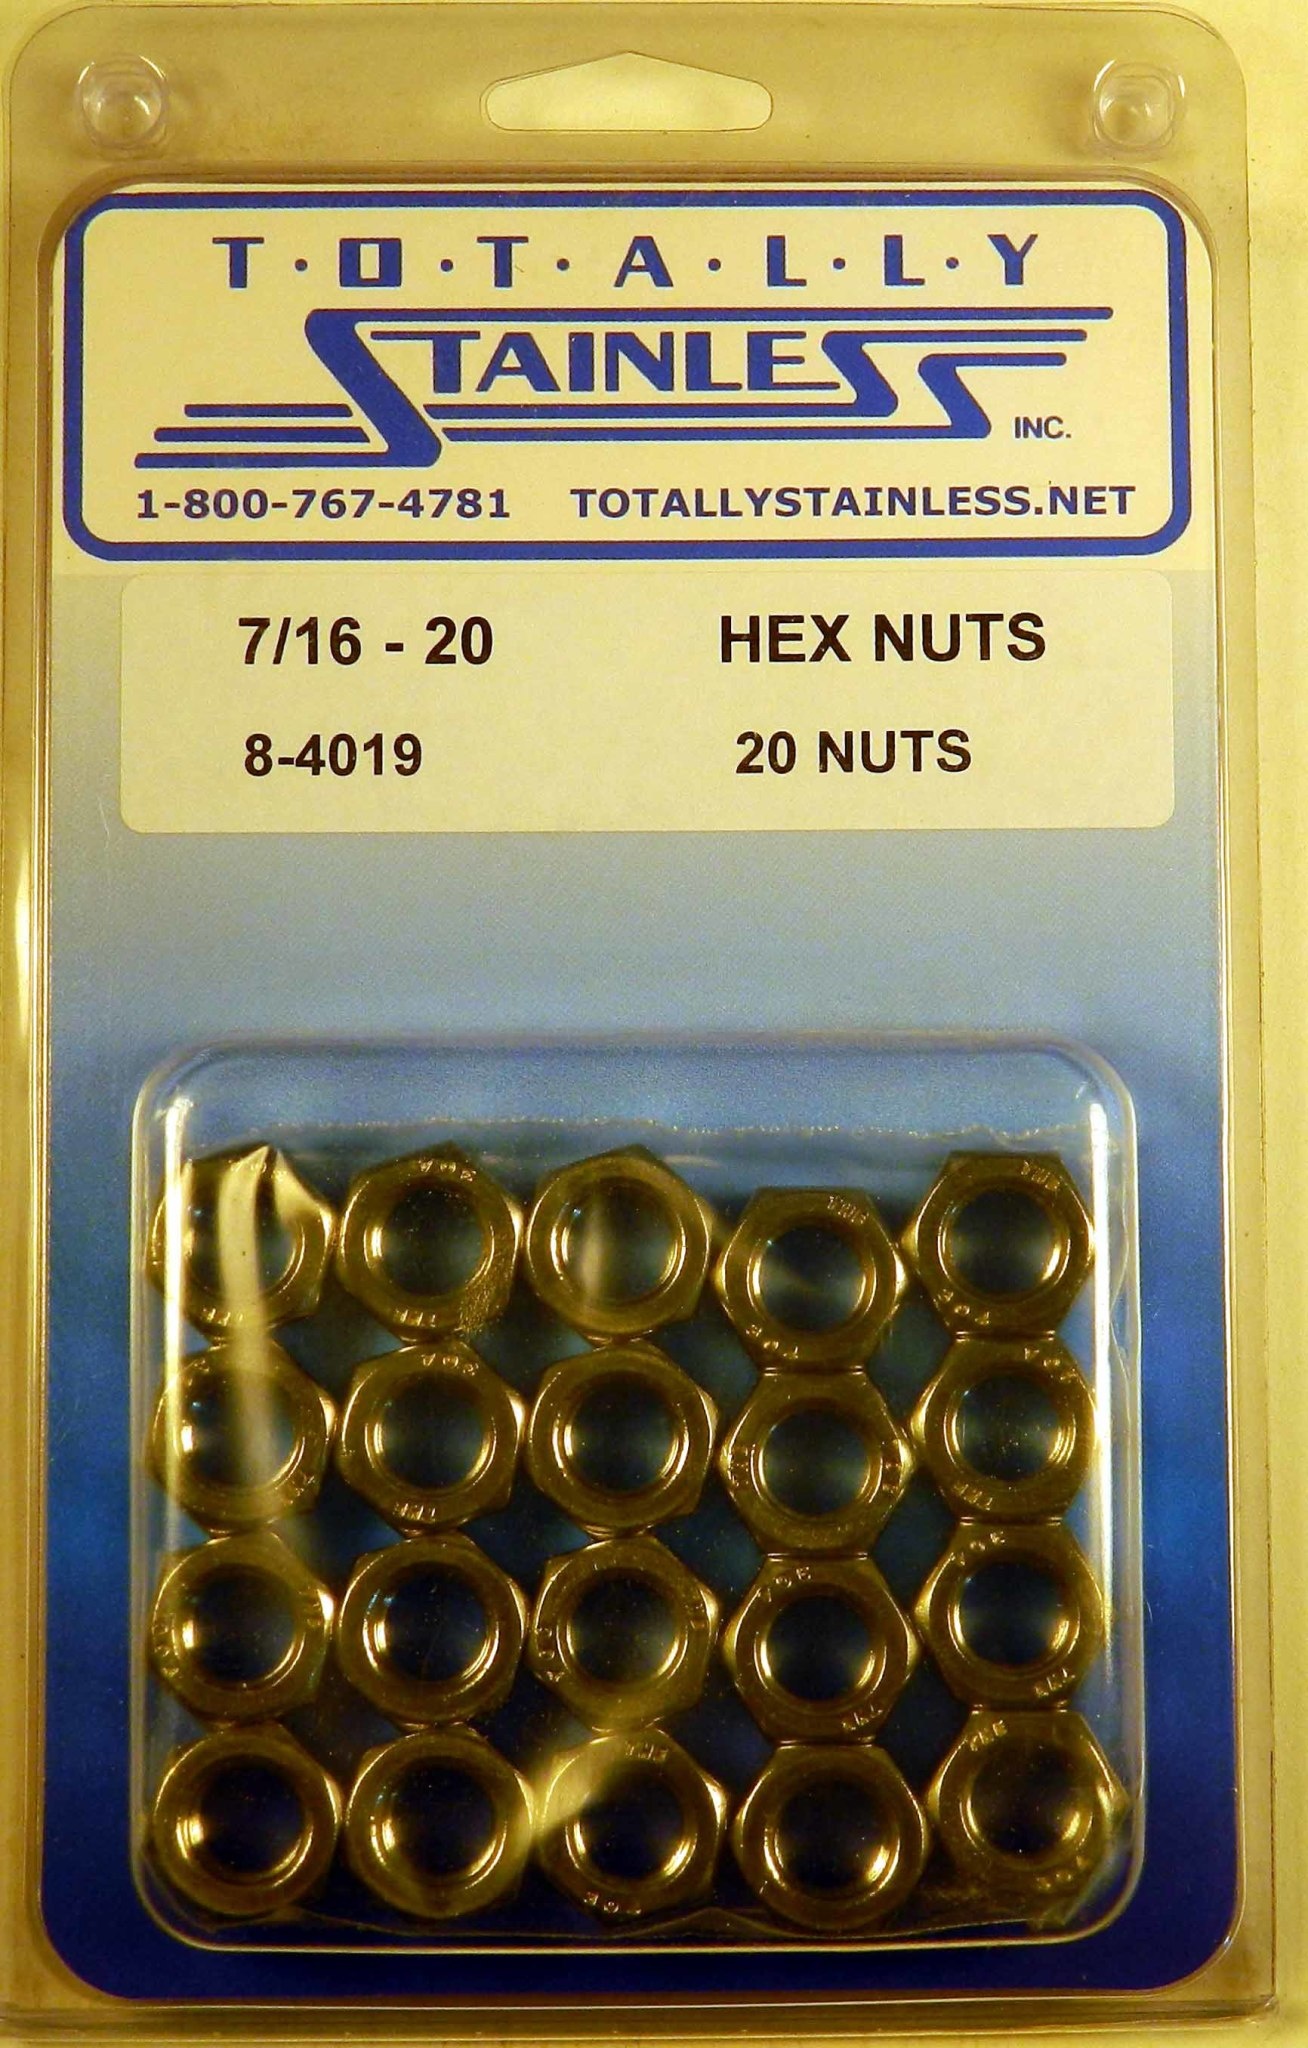 T·O·T·A·L·L·Y
STAINLESS
INC.
1-800-767-4781 TOTALLYSTAINLESS.NET
7/16 - 20 HEX NUTS
8-4019 20 NUTS